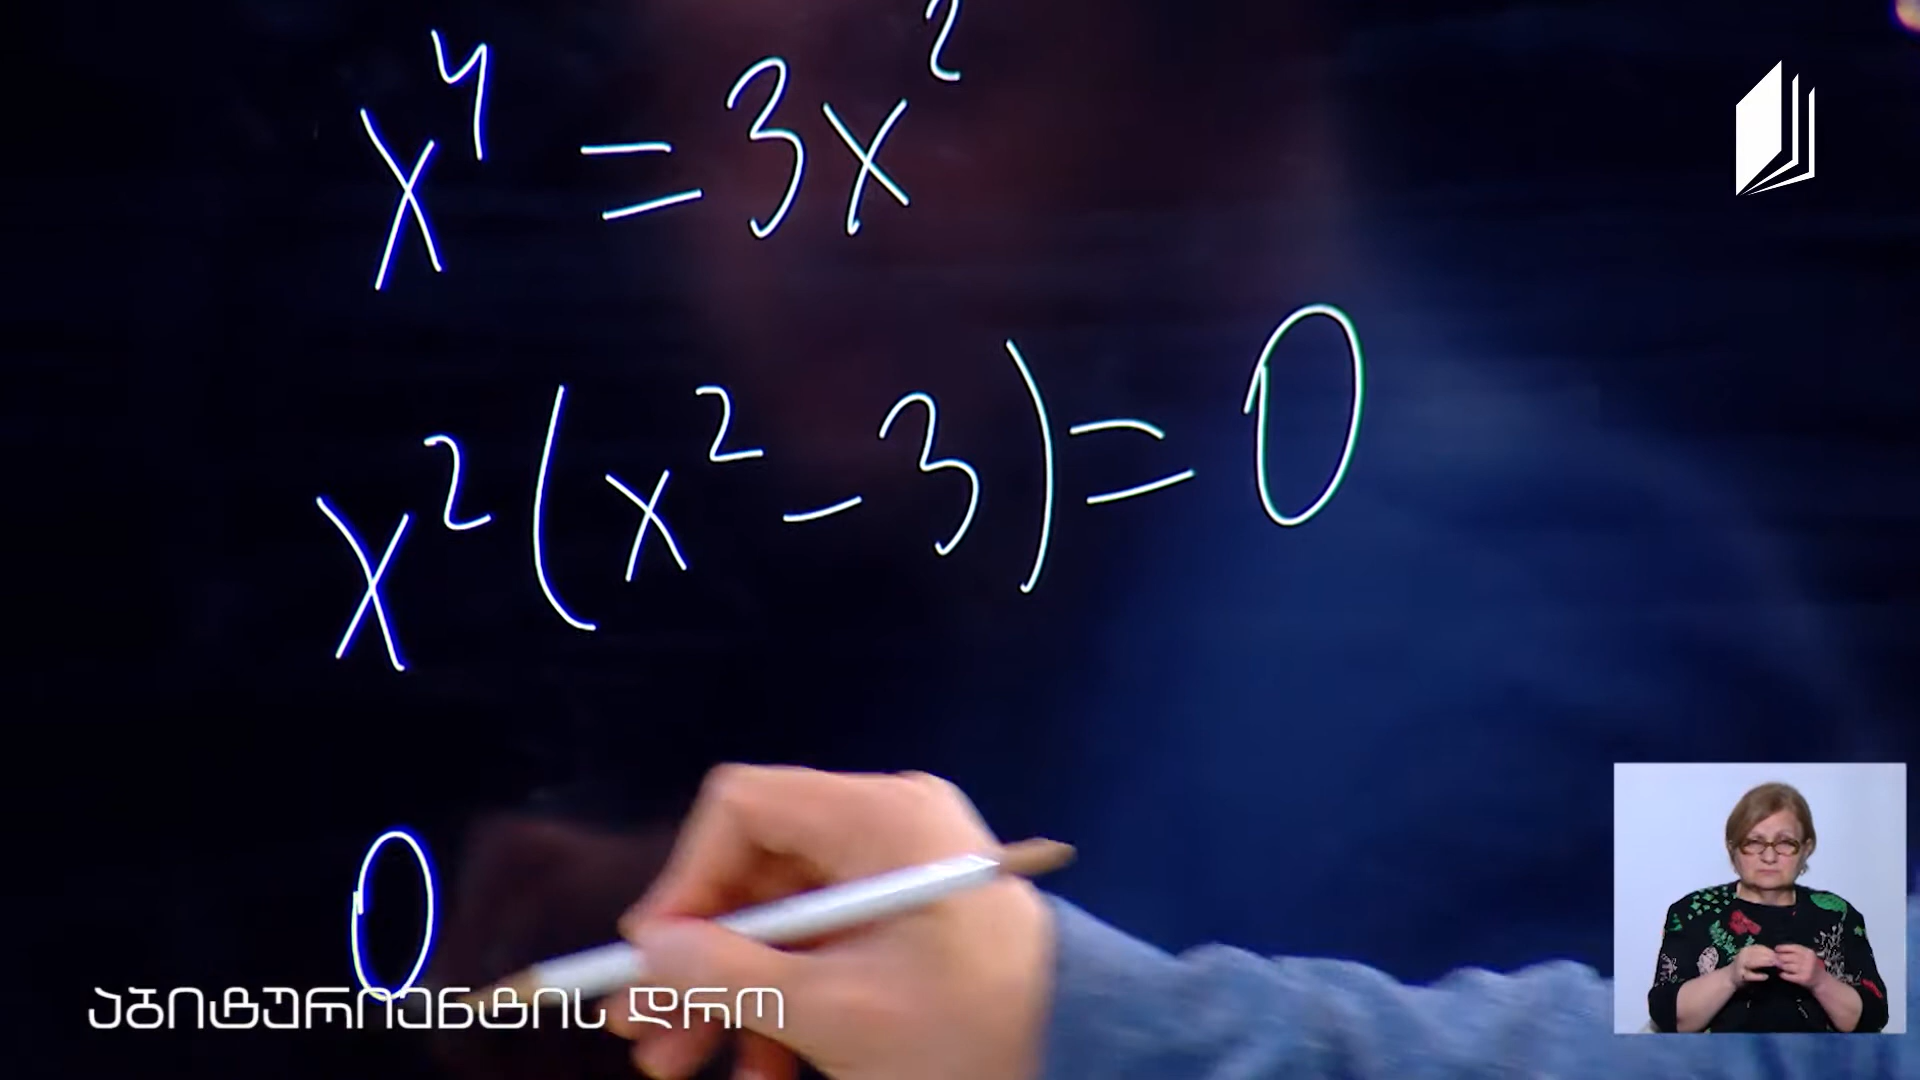 x⁴ = 3x²
x²(x² - 3) = 0
0
აბიტურიენტის დრო